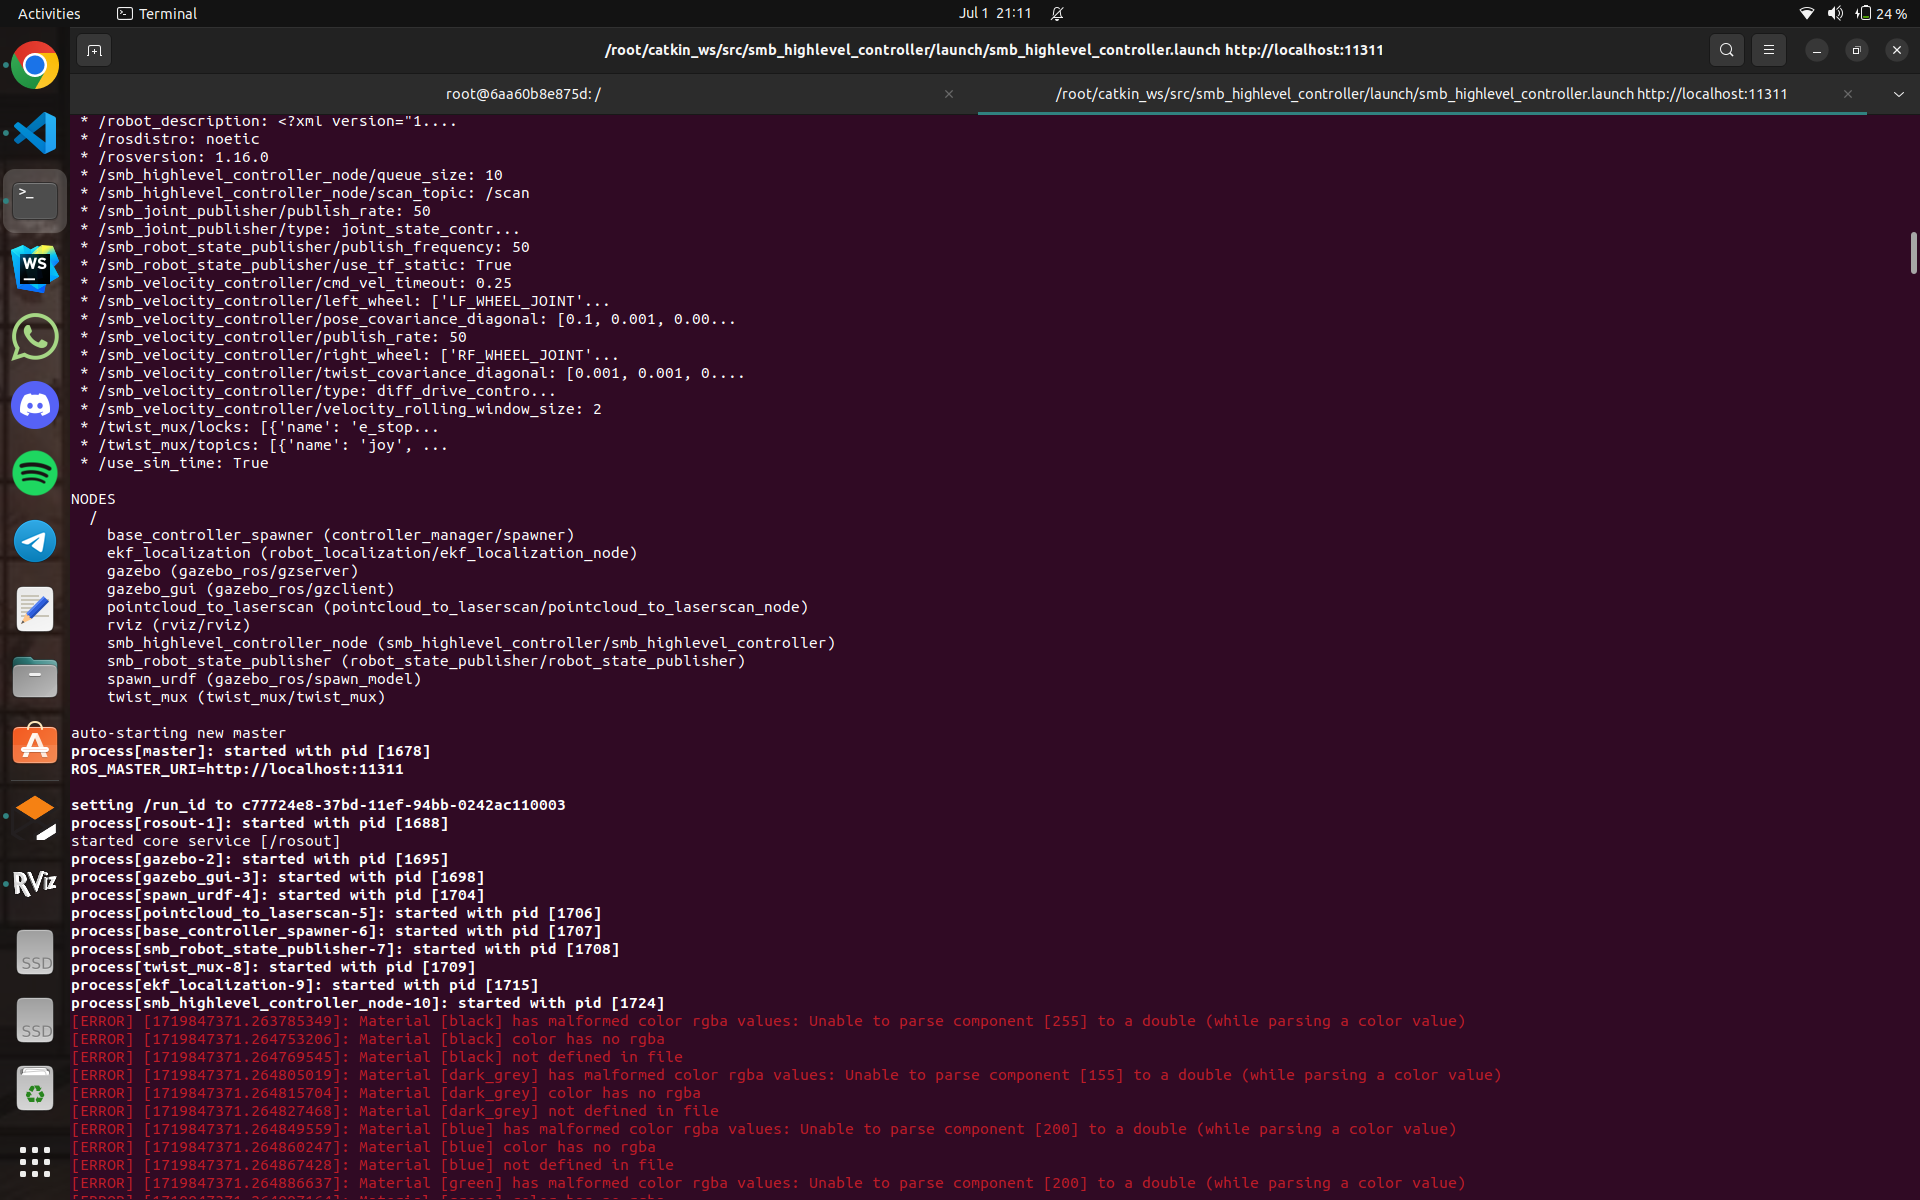 Activities
Terminal
Jul 1 21:11
24 %
/root/catkin_ws/src/smb_highlevel_controller/launch/smb_highlevel_controller.launch http://localhost:11311
root@6aa60b8e875d: /
/root/catkin_ws/src/smb_highlevel_controller/launch/smb_highlevel_controller.launch http://localhost:11311
* /robot_description: <?xml version="1....
* /rosdistro: noetic
* /rosversion: 1.16.0
* /smb_highlevel_controller_node/queue_size: 10
* /smb_highlevel_controller_node/scan_topic: /scan
* /smb_joint_publisher/publish_rate: 50
* /smb_joint_publisher/type: joint_state_contr...
* /smb_robot_state_publisher/publish_frequency: 50
* /smb_robot_state_publisher/use_tf_static: True
* /smb_velocity_controller/cmd_vel_timeout: 0.25
* /smb_velocity_controller/left_wheel: ['LF_WHEEL_JOINT'...
* /smb_velocity_controller/pose_covariance_diagonal: [0.1, 0.001, 0.00...
* /smb_velocity_controller/publish_rate: 50
* /smb_velocity_controller/right_wheel: ['RF_WHEEL_JOINT'...
* /smb_velocity_controller/twist_covariance_diagonal: [0.001, 0.001, 0....
* /smb_velocity_controller/type: diff_drive_contro...
* /smb_velocity_controller/velocity_rolling_window_size: 2
* /twist_mux/locks: [{'name': 'e_stop...
* /twist_mux/topics: [{'name': 'joy', ...
* /use_sim_time: True
NODES
/
base_controller_spawner (controller_manager/spawner)
ekf_localization (robot_localization/ekf_localization_node)
gazebo (gazebo_ros/gzserver)
gazebo_gui (gazebo_ros/gzclient)
pointcloud_to_laserscan (pointcloud_to_laserscan/pointcloud_to_laserscan_node)
rviz (rviz/rviz)
smb_highlevel_controller_node (smb_highlevel_controller/smb_highlevel_controller)
smb_robot_state_publisher (robot_state_publisher/robot_state_publisher)
spawn_urdf (gazebo_ros/spawn_model)
twist_mux (twist_mux/twist_mux)
auto-starting new master
process[master]: started with pid [1678]
ROS_MASTER_URI=http://localhost:11311
setting /run_id to c77724e8-37bd-11ef-94bb-0242ac110003
process[rosout-1]: started with pid [1688]
started core service [/rosout]
process[gazebo-2]: started with pid [1695]
process[gazebo_gui-3]: started with pid [1698]
process[spawn_urdf-4]: started with pid [1704]
process[pointcloud_to_laserscan-5]: started with pid [1706]
process[base_controller_spawner-6]: started with pid [1707]
process[smb_robot_state_publisher-7]: started with pid [1708]
process[twist_mux-8]: started with pid [1709]
process[ekf_localization-9]: started with pid [1715]
process[smb_highlevel_controller_node-10]: started with pid [1724]
[ERROR] [1719847371.263785349]: Material [black] has malformed color rgba values: Unable to parse component [255] to a double (while parsing a color value)
[ERROR] [1719847371.264753206]: Material [black] color has no rgba
[ERROR] [1719847371.264769545]: Material [black] not defined in file
[ERROR] [1719847371.264805019]: Material [dark_grey] has malformed color rgba values: Unable to parse component [155] to a double (while parsing a color value)
[ERROR] [1719847371.264815704]: Material [dark_grey] color has no rgba
[ERROR] [1719847371.264827468]: Material [dark_grey] not defined in file
[ERROR] [1719847371.264849559]: Material [blue] has malformed color rgba values: Unable to parse component [200] to a double (while parsing a color value)
[ERROR] [1719847371.264860247]: Material [blue] color has no rgba
[ERROR] [1719847371.264867428]: Material [blue] not defined in file
[ERROR] [1719847371.264886637]: Material [green] has malformed color rgba values: Unable to parse component [200] to a double (while parsing a color value)
WS
RViz
SSD
SSD